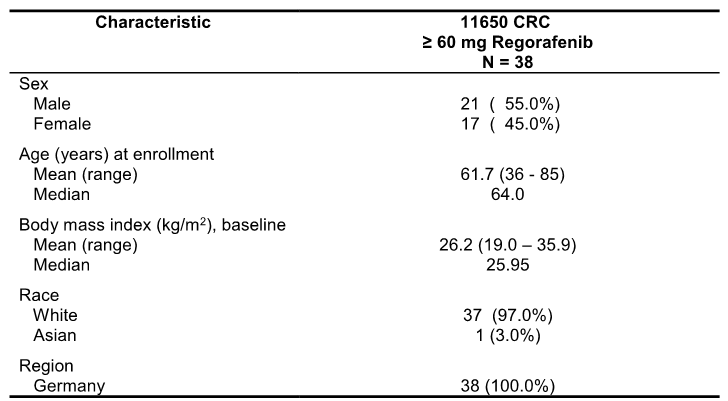 Characteristic 11650 CRC
≥ 60 mg Regorafenib
N = 38
Sex
Male 21 ( 55.0%)
Female 17 ( 45.0%)
Age (years) at enrollment
Mean (range) 61.7 (36 - 85)
Median 64.0
Body mass index (kg/m²), baseline
Mean (range) 26.2 (19.0 – 35.9)
Median 25.95
Race
White 37 (97.0%)
Asian 1 (3.0%)
Region
Germany 38 (100.0%)